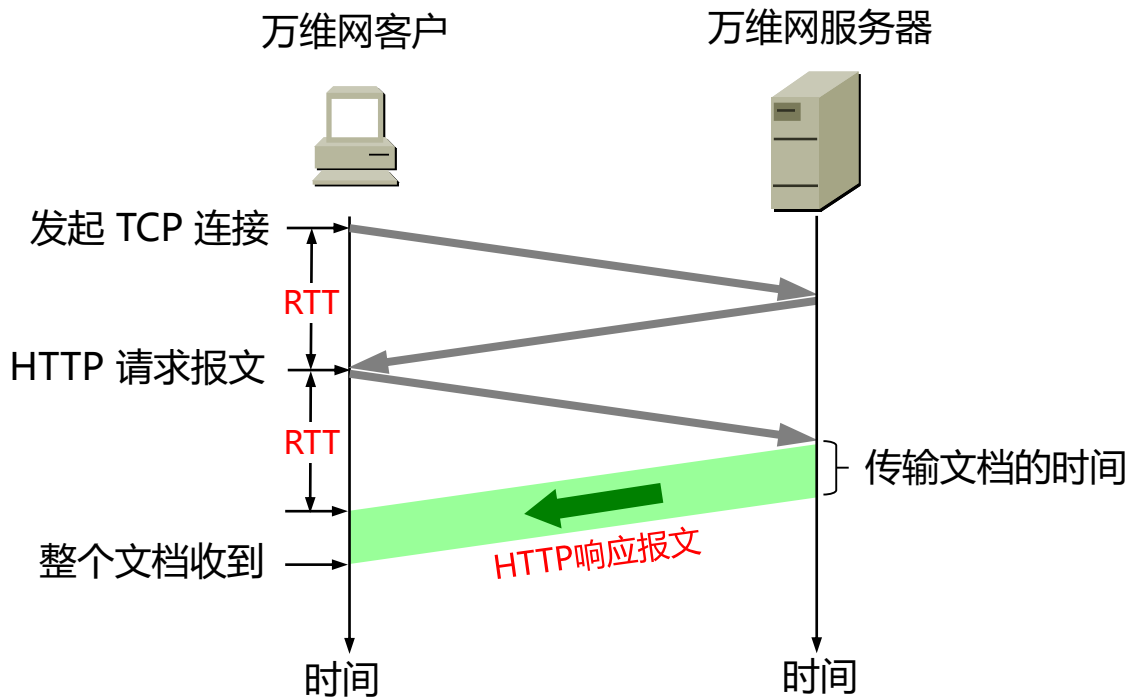 万维网客户
万维网服务器
发起 TCP 连接
RTT
HTTP 请求报文
RTT
传输文档的时间
HTTP响应报文
整个文档收到
时间
时间